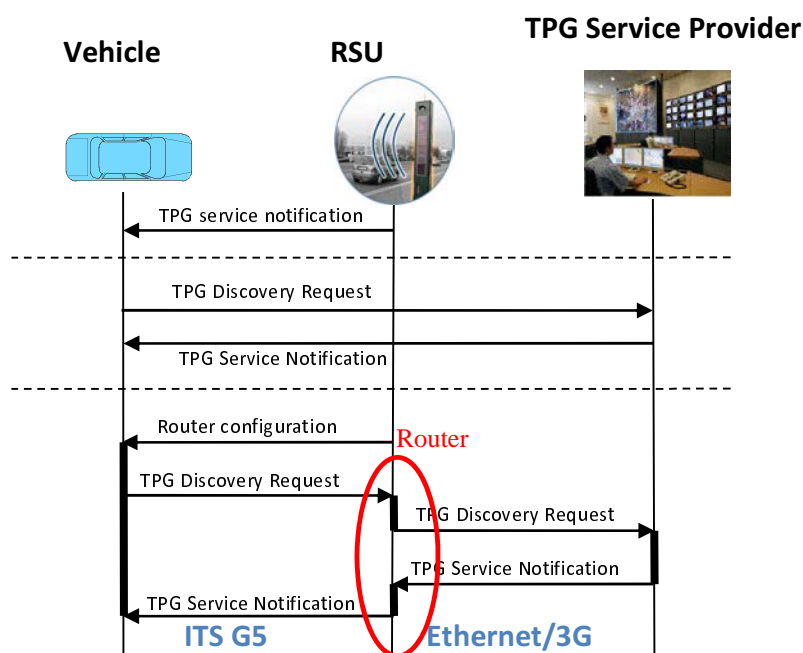 TPG Service Provider
Vehicle
RSU
TPG service notification
TPG Discovery Request
TPG Service Notification
Router configuration
Router
TPG Discovery Request
TPG Discovery Request
TPG Service Notification
TPG Service Notification
ITS G5
Ethernet/3G